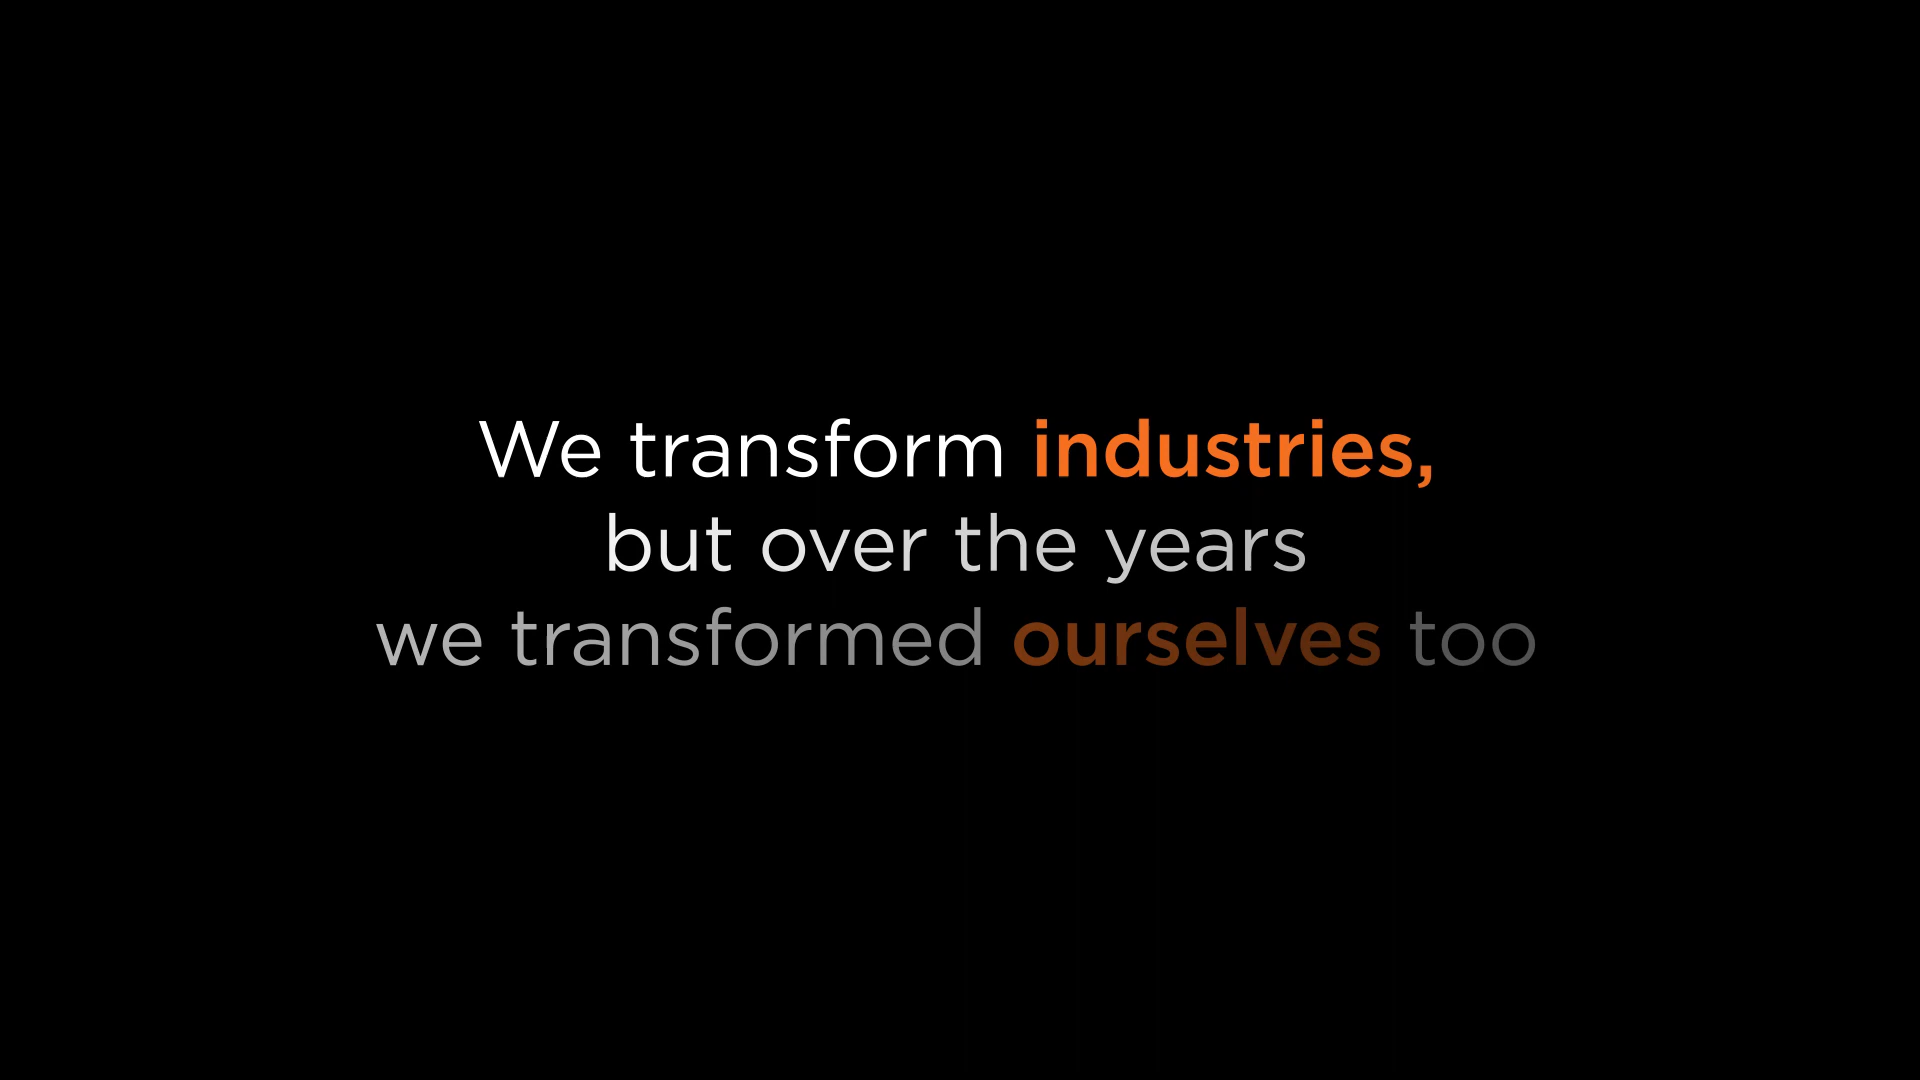 We transform industries,
but over the years
we transformed ourselves too